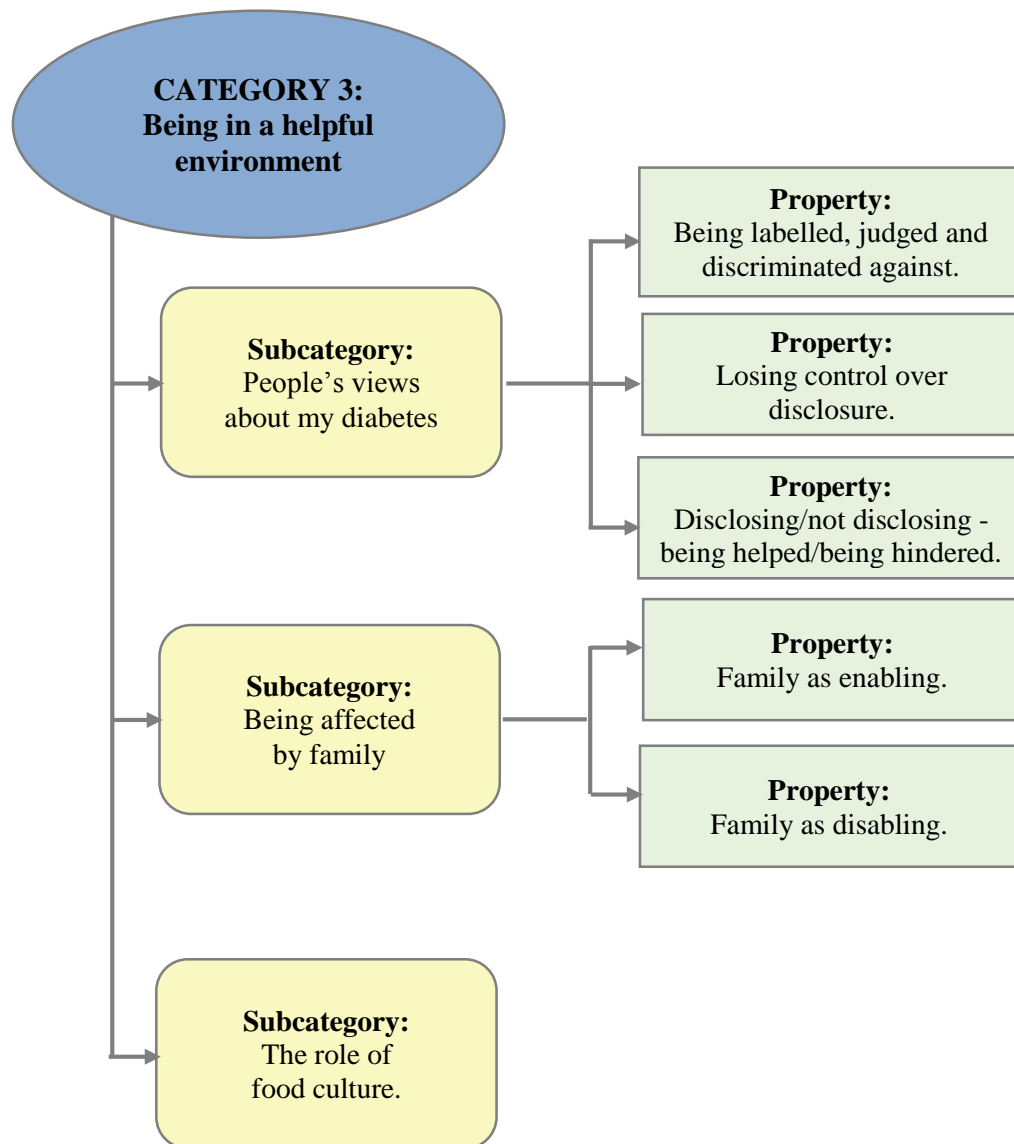 CATEGORY 3:
Being in a helpful
environment
Property:
Being labelled, judged and
discriminated against.
Subcategory:
People’s views
about my diabetes
Property:
Losing control over
disclosure.
Property:
Disclosing/not disclosing -
being helped/being hindered.
Subcategory:
Being affected
by family
Property:
Family as enabling.
Property:
Family as disabling.
Subcategory:
The role of
food culture.